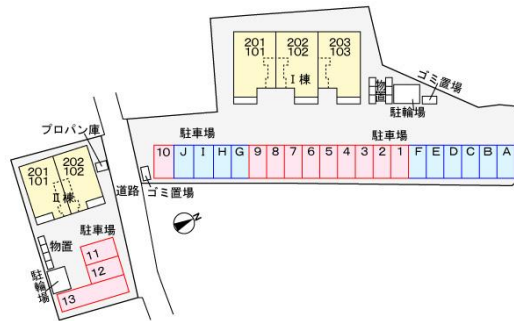 201 202 203
101 102 103
Ⅰ棟
物置
ゴミ置場
駐輪場
プロパン庫
駐車場 駐車場
10 J I H G 9 8 7 6 5 4 3 2 1 F E D C B A
ゴミ置場
道路
201 202
101 102
Ⅱ棟
物置
駐車場
駐輪場
11
12
13
N